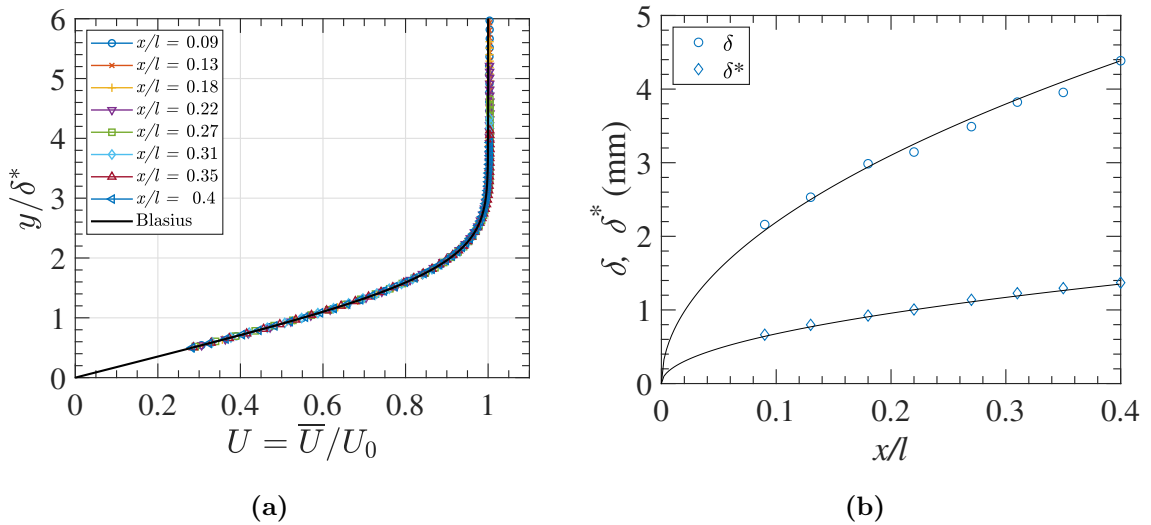 6
5
4
3
2
1
0
y/δ*
x/l = 0.09
x/l = 0.13
x/l = 0.18
x/l = 0.22
x/l = 0.27
x/l = 0.31
x/l = 0.35
x/l = 0.4
Blasius
0 0.2 0.4 0.6 0.8 1
U = U̅/U₀
(a)
5
4
3
2
1
0
δ, δ* (mm)
δ
δ*
0 0.1 0.2 0.3 0.4
x/l
(b)